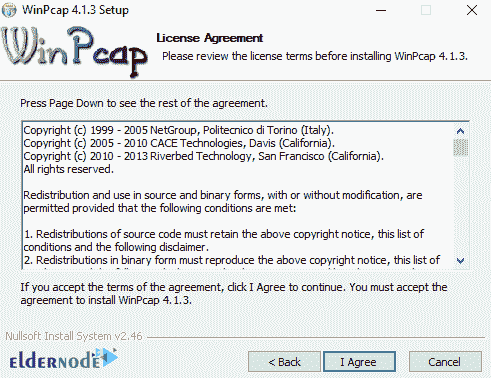 WinPcap 4.1.3 Setup
WinPcap
License Agreement
Please review the license terms before installing WinPcap 4.1.3.
Press Page Down to see the rest of the agreement.
Copyright (c) 1999 - 2005 NetGroup, Politecnico di Torino (Italy).
Copyright (c) 2005 - 2010 CACE Technologies, Davis (California).
Copyright (c) 2010 - 2013 Riverbed Technology, San Francisco (California).
All rights reserved.
Redistribution and use in source and binary forms, with or without modification, are
permitted provided that the following conditions are met:
1. Redistributions of source code must retain the above copyright notice, this list of
conditions and the following disclaimer.
2. Redistributions in binary form must reproduce the above copyright notice, this list of
If you accept the terms of the agreement, click I Agree to continue. You must accept the
agreement to install WinPcap 4.1.3.
Nullsoft Install System v2.46
eldernode
< Back
I Agree
Cancel